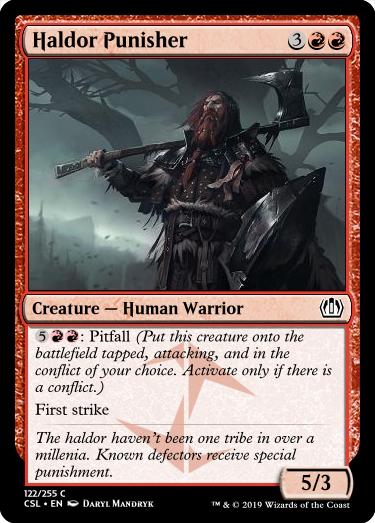 Haldor Punisher 3
5: Pitfall (Put this creature onto the
battlefield tapped, attacking, and in the
conflict of your choice. Activate only if there is
a conflict.)
First strike
The haldor haven't been one tribe in over a
millenia. Known defectors receive special
punishment.
Creature — Human Warrior
5/3
122/255 C
CSL • EN Daryl Mandryk
™ & © 2019 Wizards of the Coast